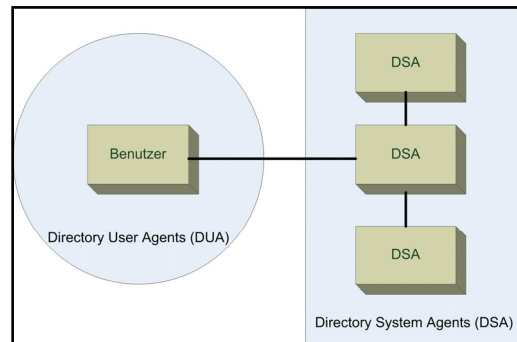 DSA
Benutzer
DSA
Directory User Agents (DUA)
DSA
Directory System Agents (DSA)